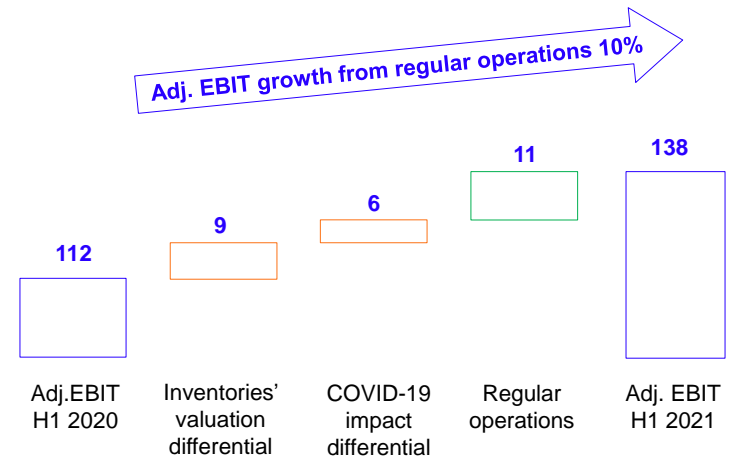 Adj. EBIT growth from regular operations 10%
112
9
6
11
138
Adj.EBIT
H1 2020
Inventories’
valuation
differential
COVID-19
impact
differential
Regular
operations
Adj. EBIT
H1 2021